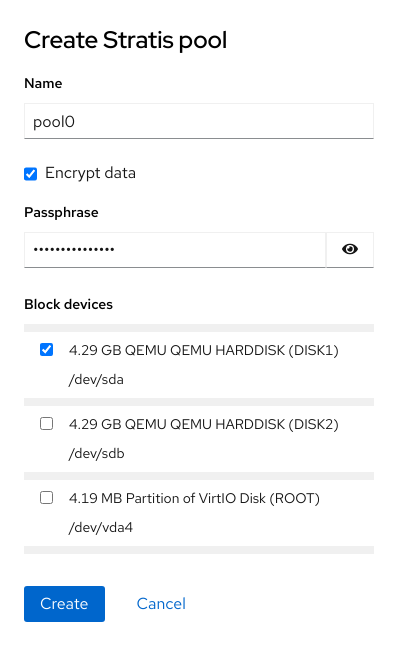 Create Stratis pool
Name
pool0
Encrypt data
Passphrase
•••••••••••••••
Block devices
4.29 GB QEMU QEMU HARDDISK (DISK1)
/dev/sda
4.29 GB QEMU QEMU HARDDISK (DISK2)
/dev/sdb
4.19 MB Partition of VirtIO Disk (ROOT)
/dev/vda4
Create Cancel